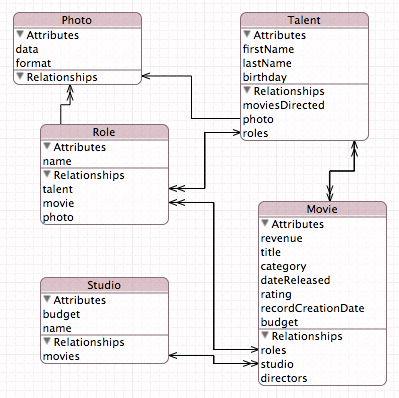 Photo
Attributes
data
format
Relationships
Talent
Attributes
firstName
lastName
birthday
Relationships
moviesDirected
photo
roles
Role
Attributes
name
Relationships
talent
movie
photo
Movie
Attributes
revenue
title
category
dateReleased
rating
recordCreationDate
budget
Relationships
roles
studio
directors
Studio
Attributes
budget
name
Relationships
movies